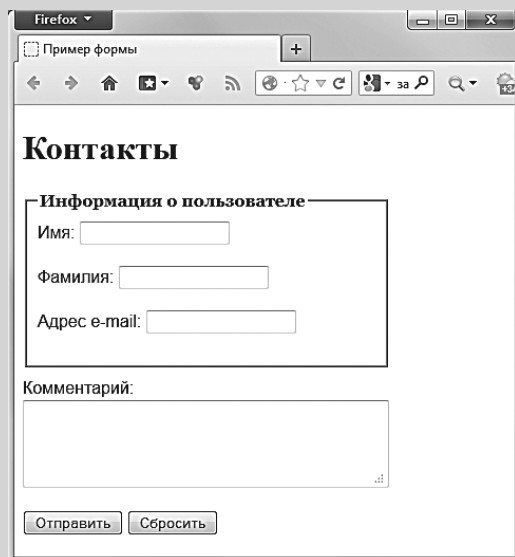 Firefox
Пример формы
за
Контакты
Информация о пользователе
Имя:
Фамилия:
Адрес e-mail:
Комментарий:
Отправить Сбросить